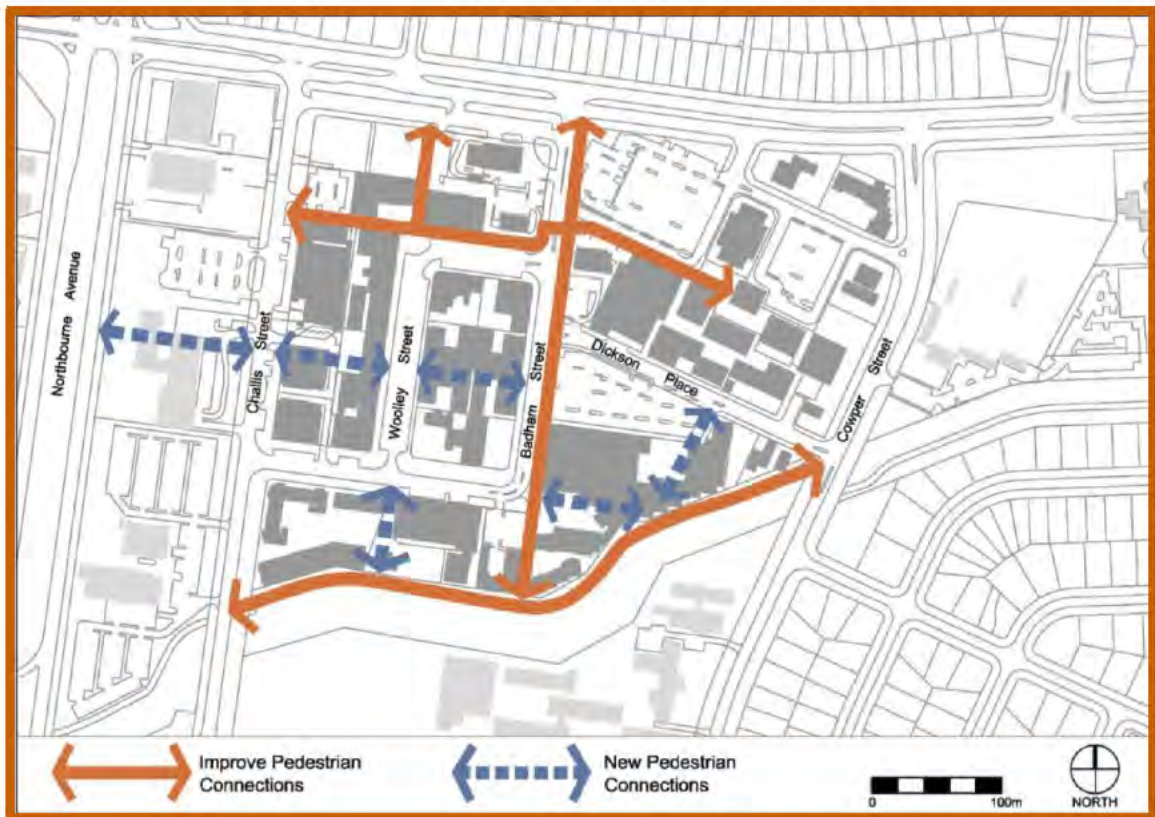 Northbourne Avenue
Challis Street
Woolley Street
Badham Street
Dickson Place
Cowper Street
Improve Pedestrian
Connections
New Pedestrian
Connections
0 100m
NORTH